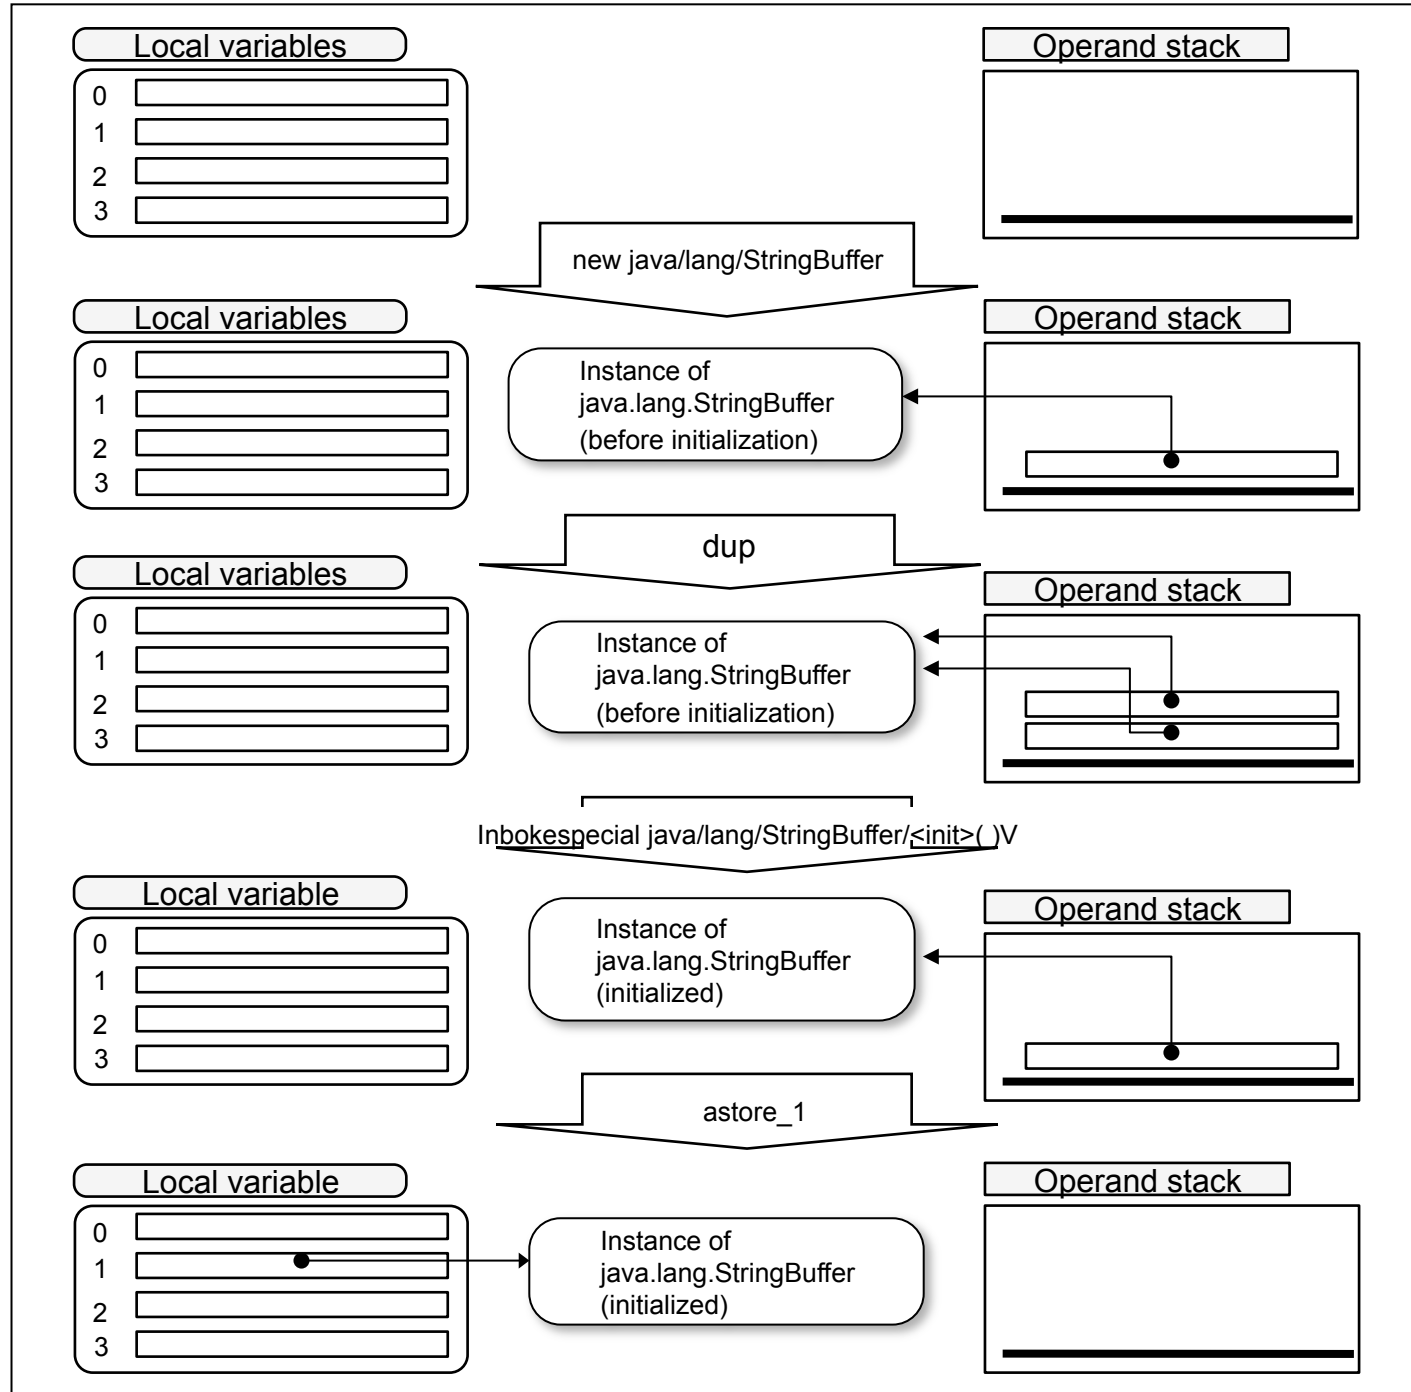 Local variables
Operand stack
0
1
2
3
new java/lang/StringBuffer
Local variables
Operand stack
0
1
2
3
Instance of
java.lang.StringBuffer
(before initialization)
dup
Local variables
Operand stack
0
1
2
3
Instance of
java.lang.StringBuffer
(before initialization)
Inbokespecial java/lang/StringBuffer/<init>( )V
Local variable
Operand stack
0
1
2
3
Instance of
java.lang.StringBuffer
(initialized)
astore_1
Local variable
Operand stack
0
1
2
3
Instance of
java.lang.StringBuffer
(initialized)